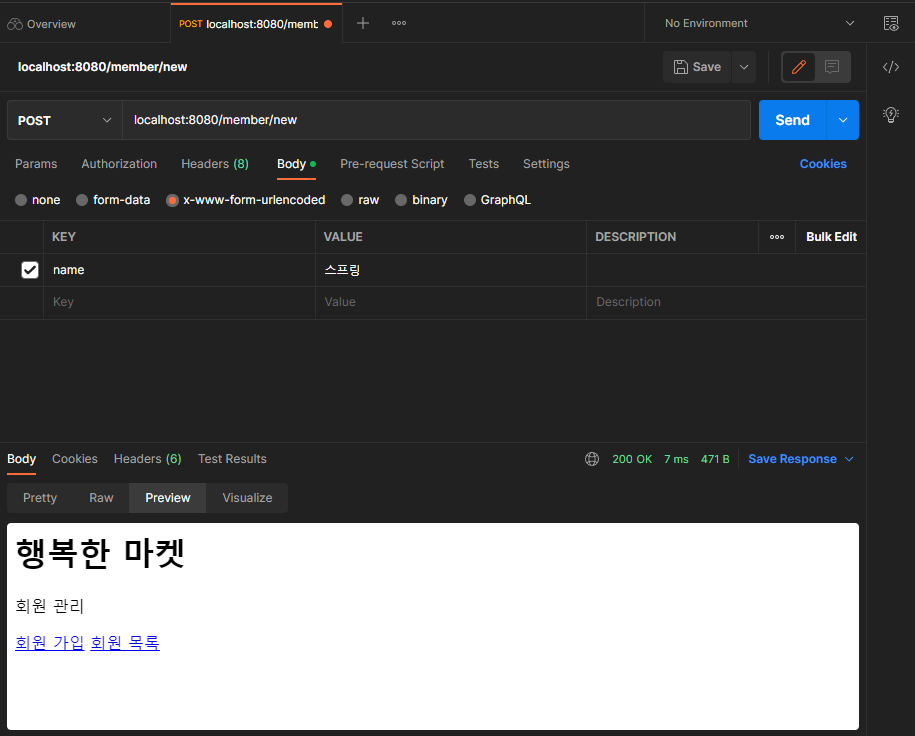 Overview
POST localhost:8080/memb
No Environment
localhost:8080/member/new
Save
POST
localhost:8080/member/new
Send
Params Authorization Headers (8) Body Pre-request Script Tests Settings Cookies
none form-data x-www-form-urlencoded raw binary GraphQL
KEY VALUE DESCRIPTION Bulk Edit
name 스프링
Key Value Description
Body Cookies Headers (6) Test Results 200 OK 7 ms 471 B Save Response
Pretty Raw Preview Visualize
행복한 마켓
회원 관리
회원 가입 회원 목록